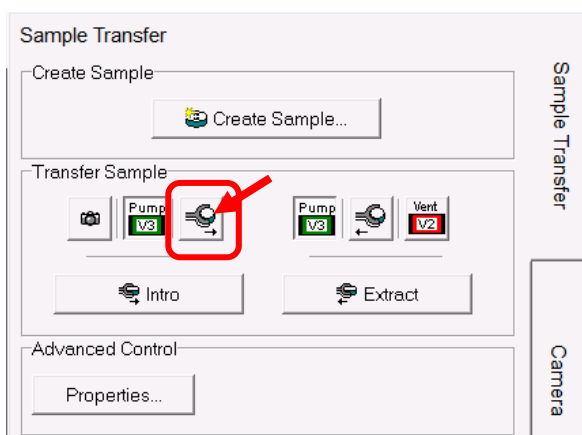 Sample Transfer
Create Sample
Create Sample...
Transfer Sample
Pump
V3
Pump
V3
Vent
V2
Intro
Extract
Advanced Control
Properties...
Sample Transfer
Camera